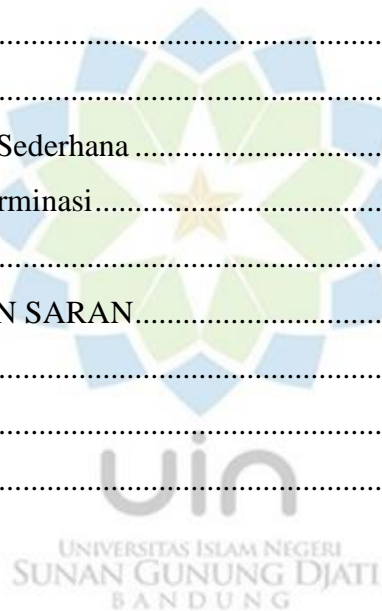 ....................................................
....................................................
Sederhana ....................................
rminasi..........................................
....................................................
N SARAN...................................
....................................................
....................................................
....................................................
uin
UNIVERSITAS ISLAM NEGERI
SUNAN GUNUNG DJATI
BANDUNG